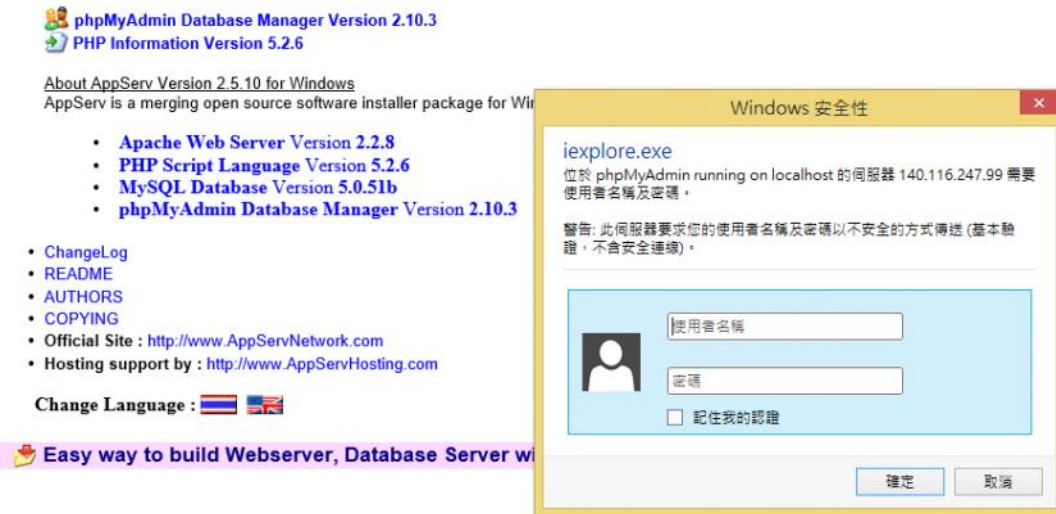 phpMyAdmin Database Manager Version 2.10.3
PHP Information Version 5.2.6
About AppServ Version 2.5.10 for Windows
AppServ is a merging open source software installer package for Win
• Apache Web Server Version 2.2.8
• PHP Script Language Version 5.2.6
• MySQL Database Version 5.0.51b
• phpMyAdmin Database Manager Version 2.10.3
• ChangeLog
• README
• AUTHORS
• COPYING
• Official Site : http://www.AppServNetwork.com
• Hosting support by : http://www.AppServHosting.com
Change Language :
Easy way to build Webserver, Database Server wi
Windows 安全性
iexplore.exe
位於 phpMyAdmin running on localhost 的伺服器 140.116.247.99 需要
使用者名稱及密碼。
警告: 此伺服器要求您的使用者名稱及密碼以不安全的方式傳送 (基本驗
證，不含安全連線)。
使用者名稱
密碼
記住我的認證
確定
取消